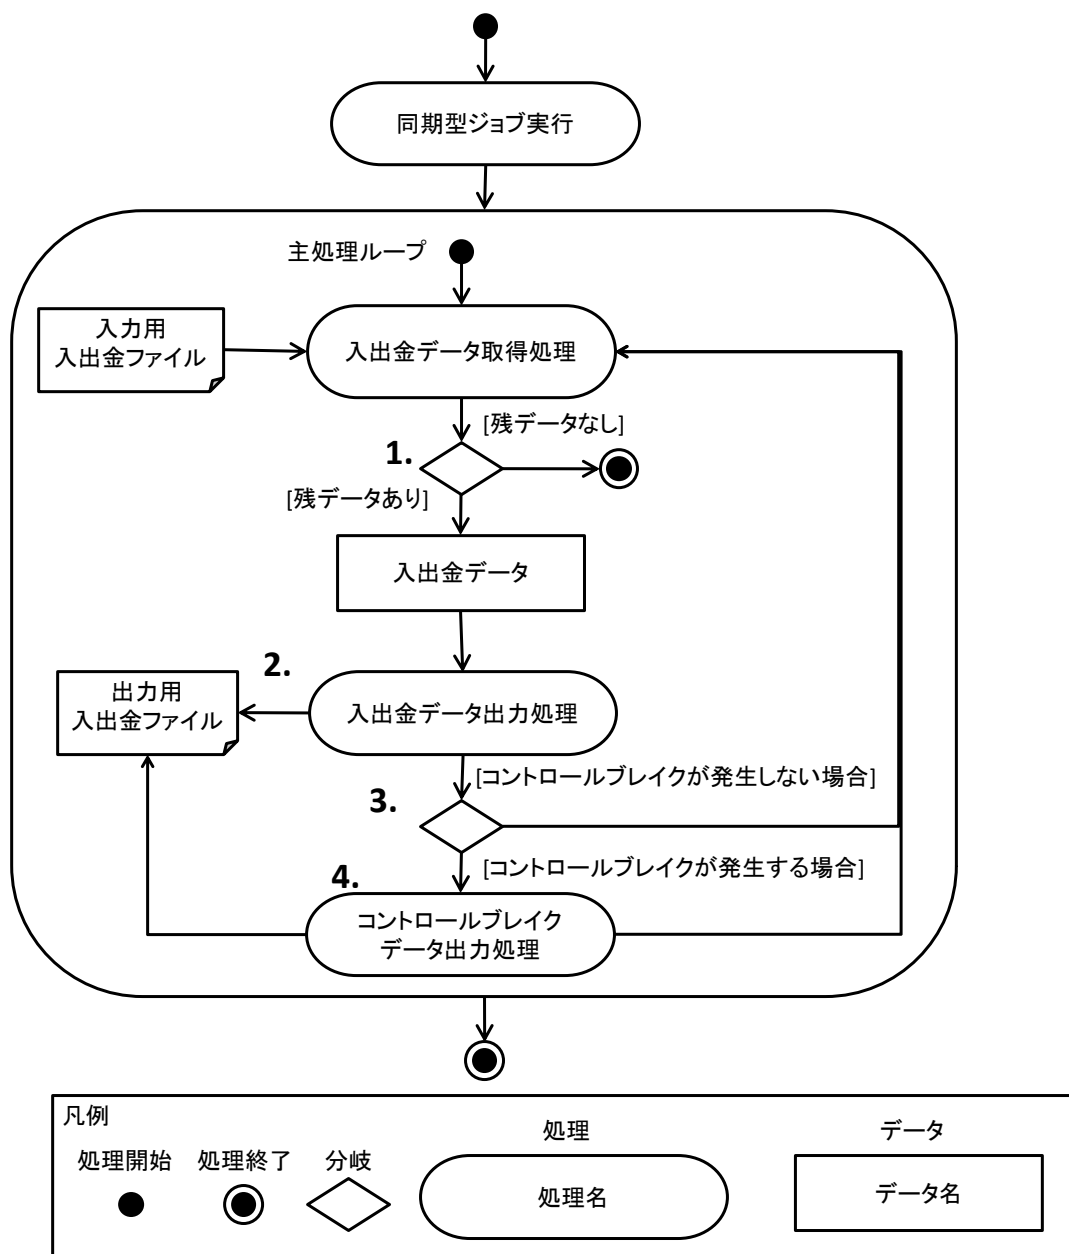 同期型ジョブ実行
主処理ループ
入力用
入出金ファイル
入出金データ取得処理
[残データなし]
1.
[残データあり]
入出金データ
2.
出力用
入出金ファイル
入出金データ出力処理
[コントロールブレイクが発生しない場合]
3.
[コントロールブレイクが発生する場合]
4.
コントロールブレイク
データ出力処理
凡例
処理開始
処理終了
分岐
処理
処理名
データ
データ名